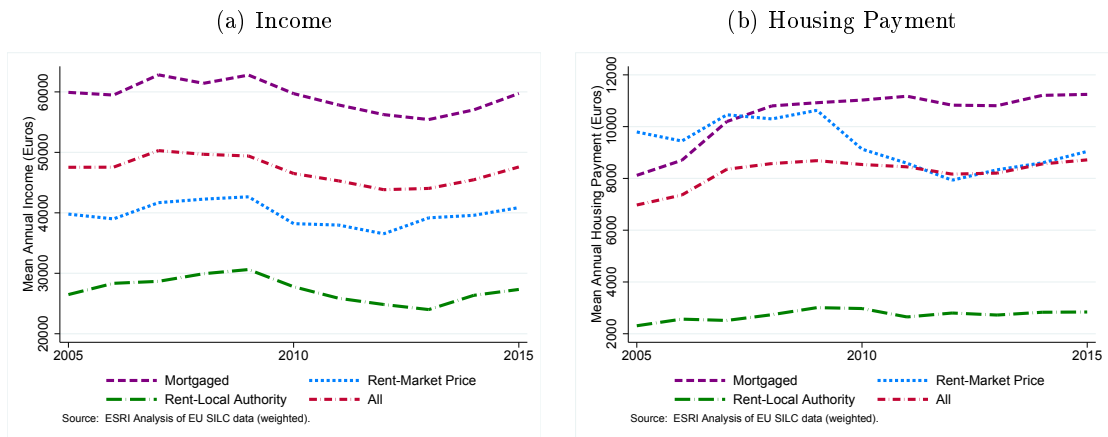 (a) Income
Mean Annual Income (Euros)
60000
50000
40000
30000
20000
2005
2010
2015
Mortgaged
Rent-Market Price
Rent-Local Authority
All
Source: ESRI Analysis of EU SILC data (weighted).
(b) Housing Payment
Mean Annual Housing Payment (Euros)
12000
10000
8000
6000
4000
2000
2005
2010
2015
Mortgaged
Rent-Market Price
Rent-Local Authority
All
Source: ESRI Analysis of EU SILC data (weighted).